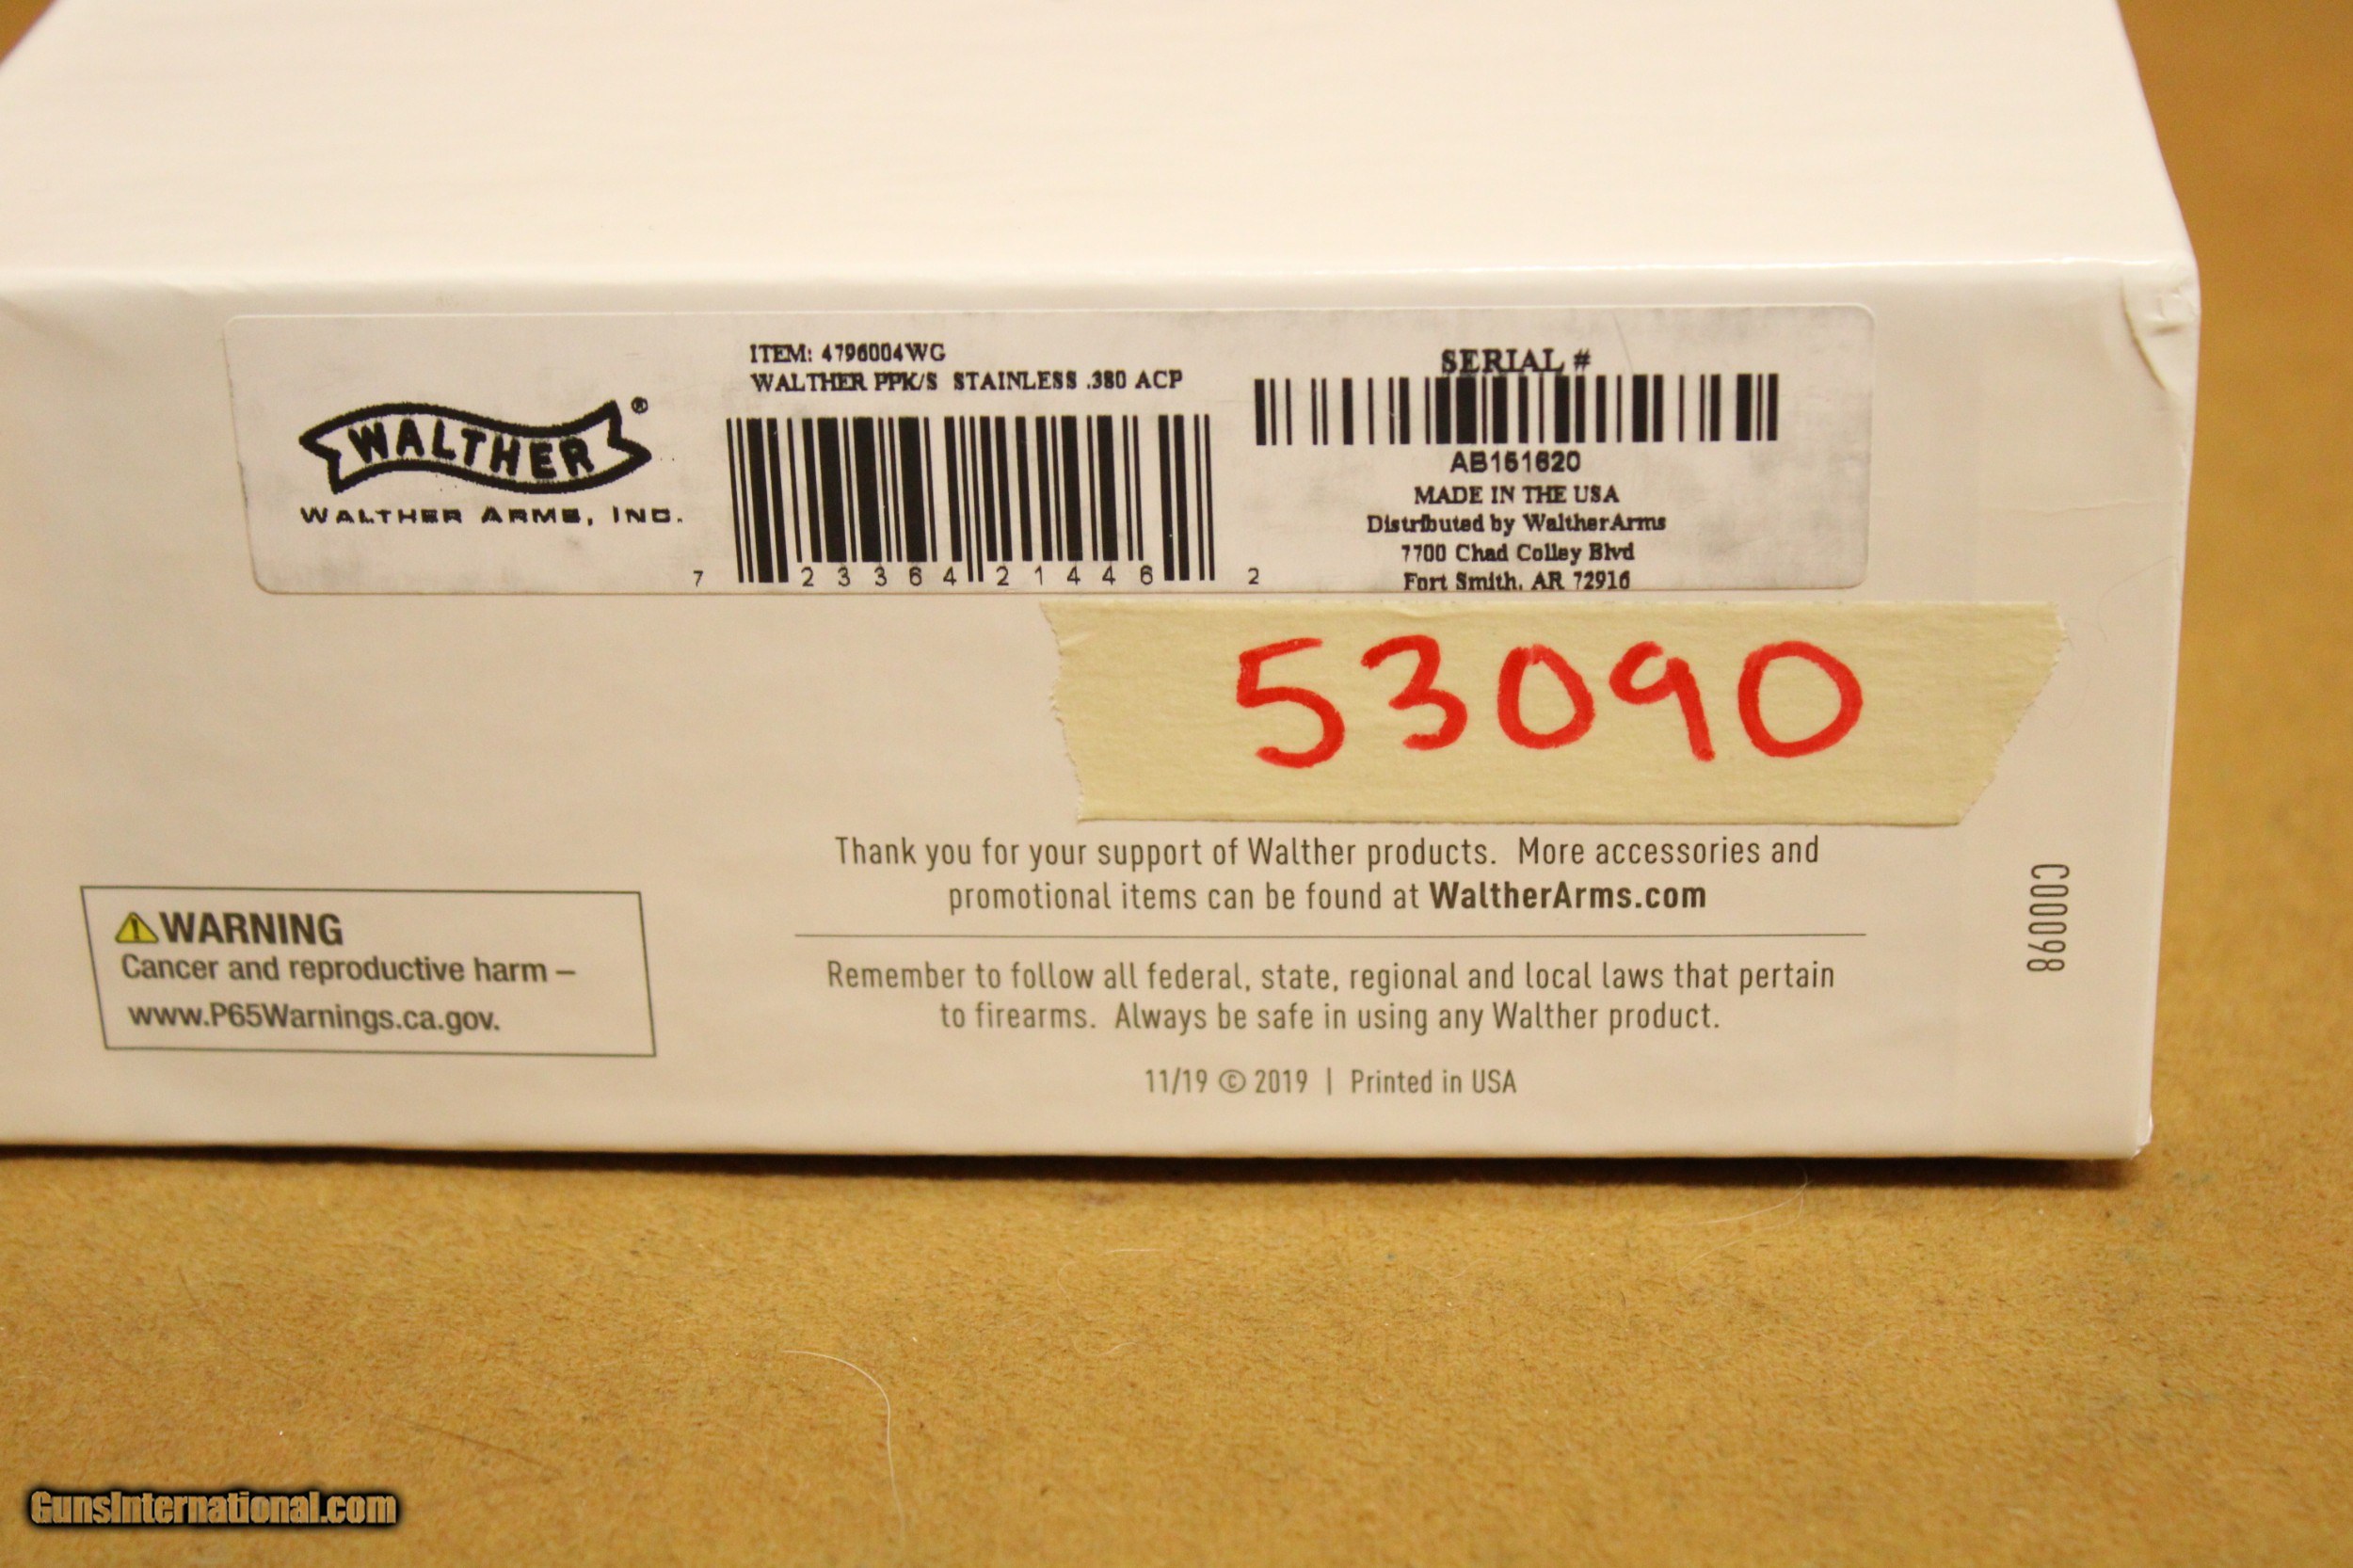 ITEM: 4796004WG
WALTHER PPK/S STAINLESS .380 ACP
WALTHER®
WALTHER ARMS, INC.
7 23364 21446 2
SERIAL #
AB161620
MADE IN THE USA
Distributed by WaltherArms
7700 Chad Colley Blvd
Fort Smith, AR 72916
53090
Thank you for your support of Walther products. More accessories and
promotional items can be found at WaltherArms.com
Remember to follow all federal, state, regional and local laws that pertain
to firearms. Always be safe in using any Walther product.
11/19 © 2019 | Printed in USA
C00098
WARNING
Cancer and reproductive harm –
www.P65Warnings.ca.gov.
GunsInternational.com